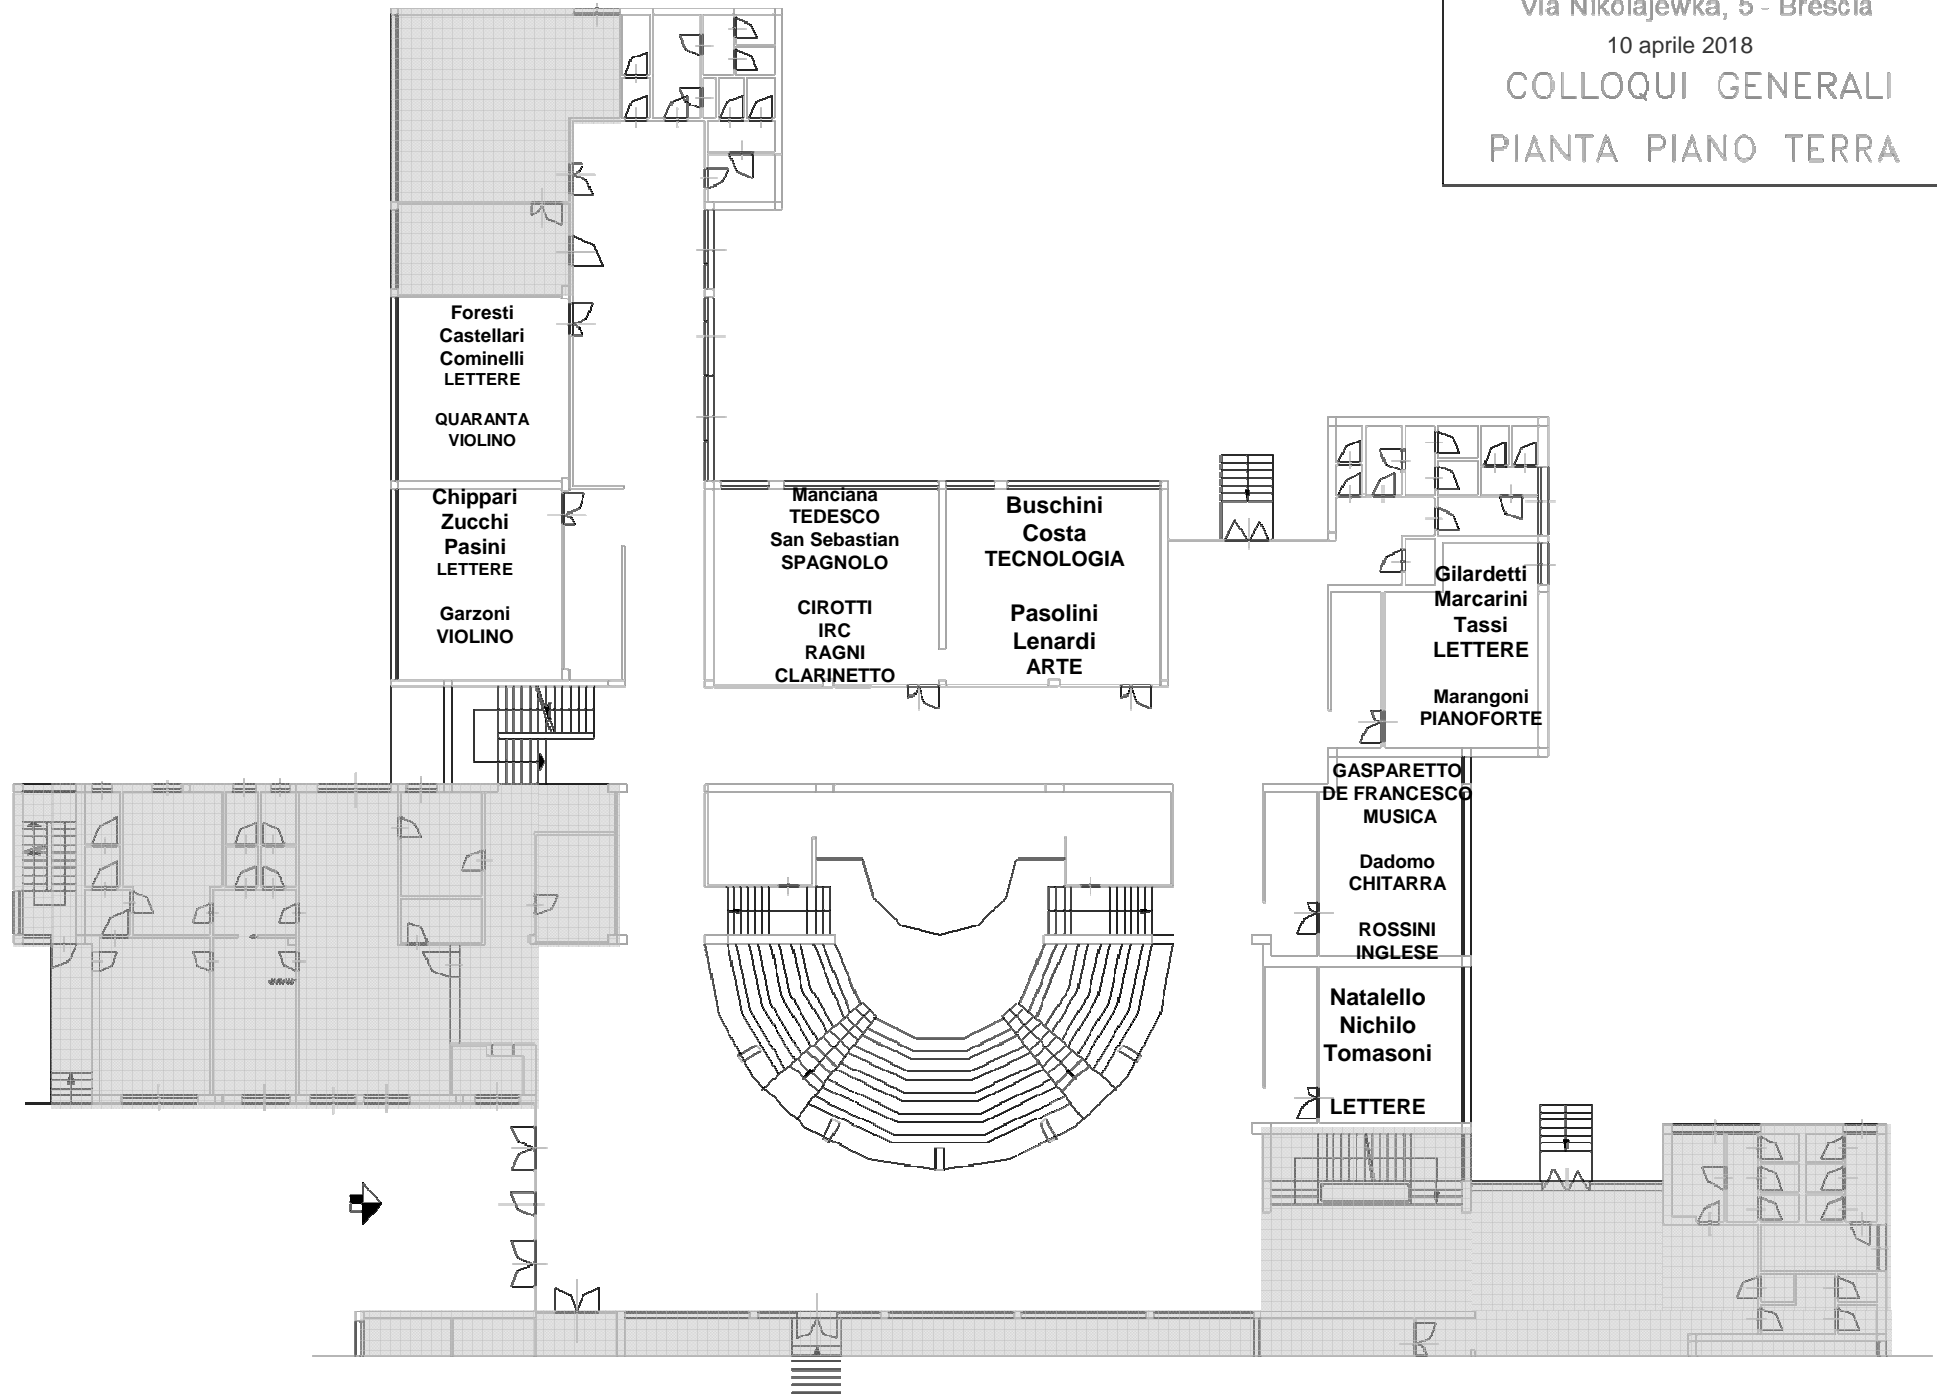 Via Nikolajewka, 5 - Brescia
10 aprile 2018
COLLOQUI GENERALI
PIANTA PIANO TERRA
Foresti
Castellari
Cominelli
LETTERE
QUARANTA
VIOLINO
Chippari
Zucchi
Pasini
LETTERE
Garzoni
VIOLINO
Manciana
TEDESCO
San Sebastian
SPAGNOLO
CIROTTI
IRC
RAGNI
CLARINETTO
Buschini
Costa
TECNOLOGIA
Pasolini
Lenardi
ARTE
Gilardetti
Marcarini
Tassi
LETTERE
Marangoni
PIANOFORTE
GASPARETTO
DE FRANCESCO
MUSICA
Dadomo
CHITARRA
ROSSINI
INGLESE
Natalello
Nichilo
Tomasoni
LETTERE